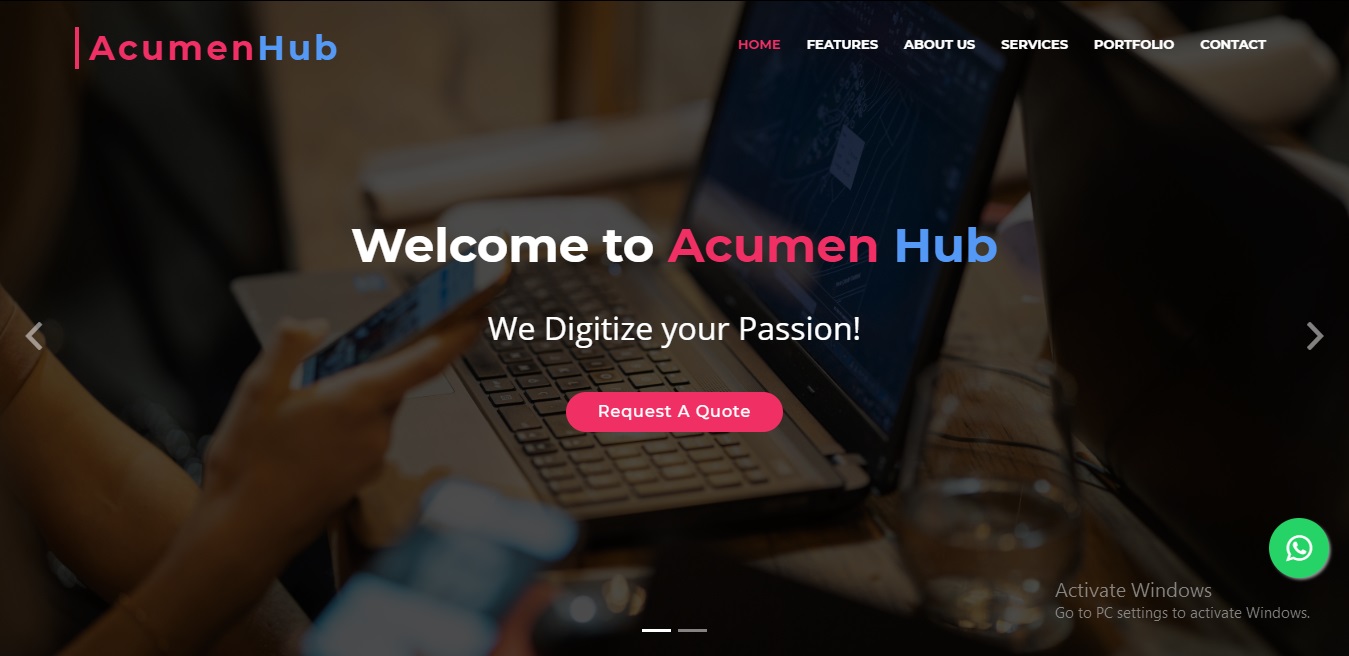 AcumenHub
HOME FEATURES ABOUT US SERVICES PORTFOLIO CONTACT
Welcome to Acumen Hub
We Digitize your Passion!
Request A Quote
Activate Windows
Go to PC settings to activate Windows.